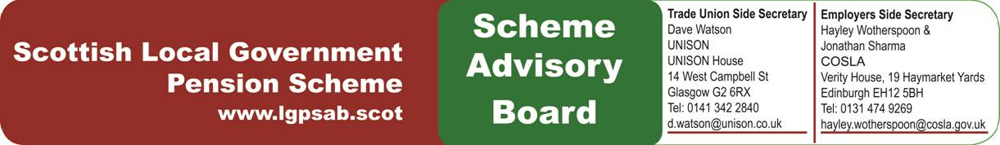 Scottish Local Government
Pension Scheme
www.lgpsab.scot
Scheme
Advisory
Board
Trade Union Side Secretary
Dave Watson
UNISON
UNISON House
14 West Campbell St
Glasgow G2 6RX
Tel: 0141 342 2840
d.watson@unison.co.uk
Employers Side Secretary
Hayley Wotherspoon &
Jonathan Sharma
COSLA
Verity House, 19 Haymarket Yards
Edinburgh EH12 5BH
Tel: 0131 474 9269
hayley.wotherspoon@cosla.gov.uk